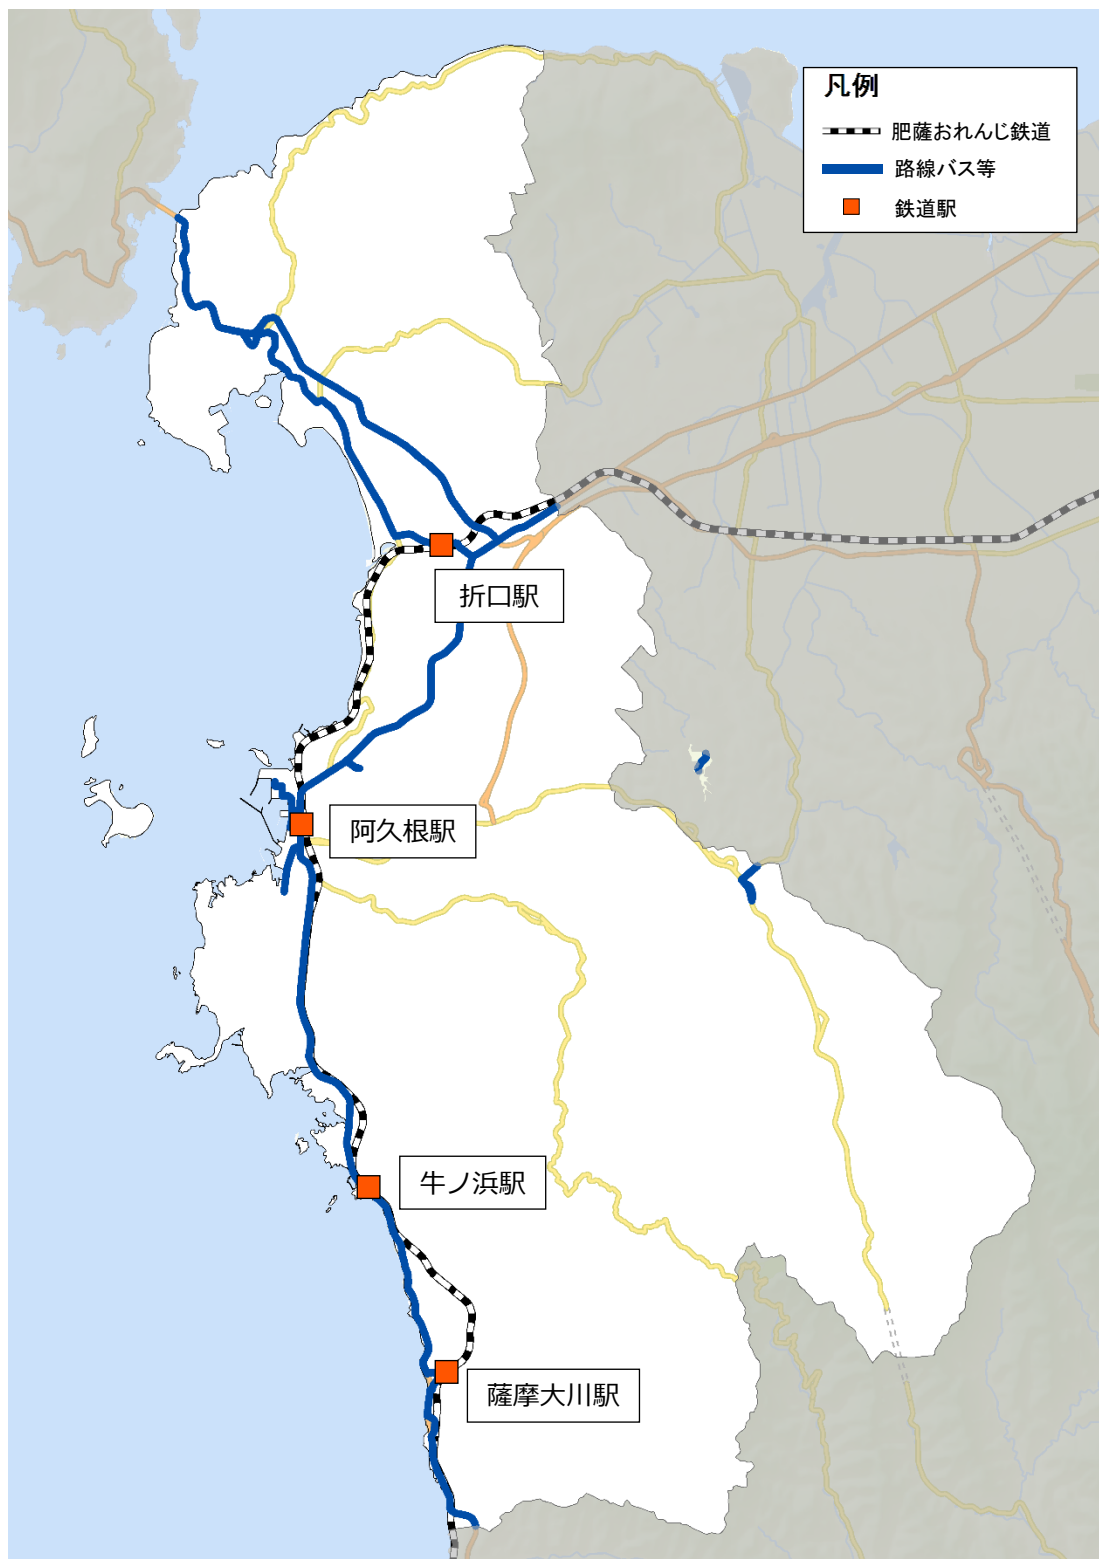 凡例
肥薩おれんじ鉄道
路線バス等
鉄道駅
折口駅
阿久根駅
牛ノ浜駅
薩摩大川駅